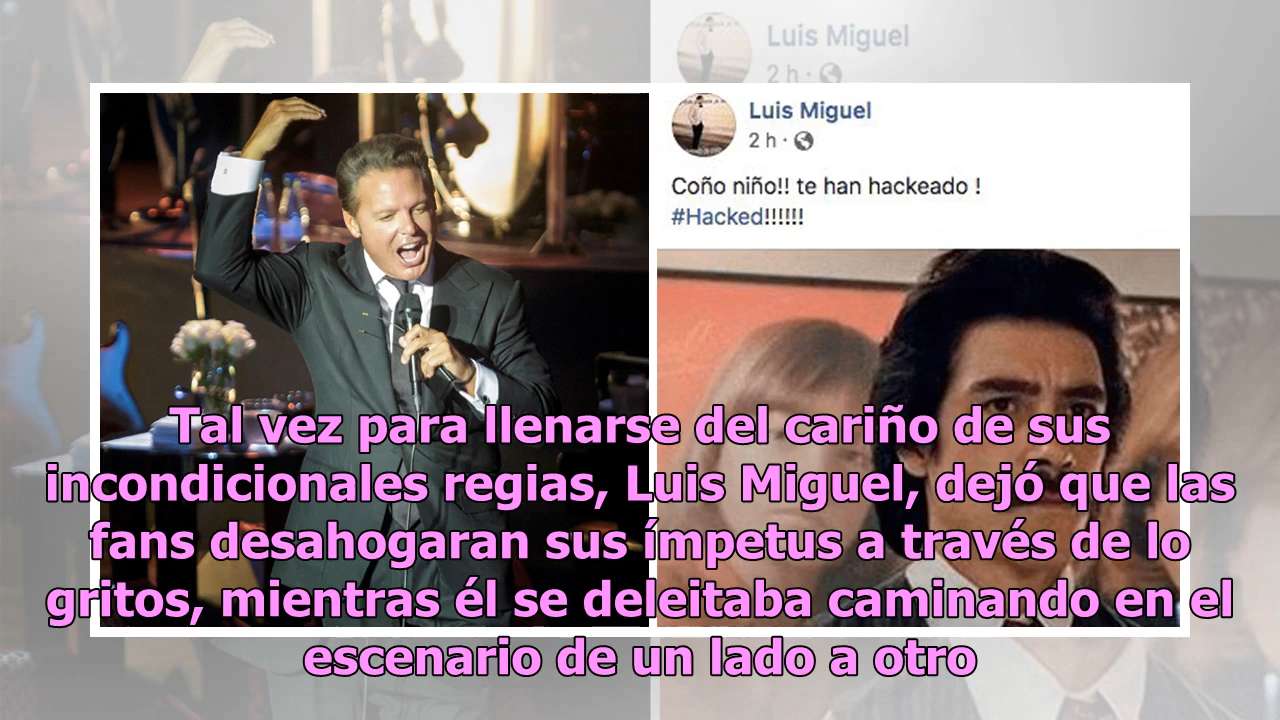 Luis Miguel
2 h ·
Luis Miguel
2 h ·
Coño niño!! te han hackeado !
#Hacked!!!!!!
Tal vez para llenarse del cariño de sus
incondicionales regias, Luis Miguel, dejó que las
fans desahogaran sus ímpetus a través de lo
gritos, mientras él se deleitaba caminando en el
escenario de un lado a otro